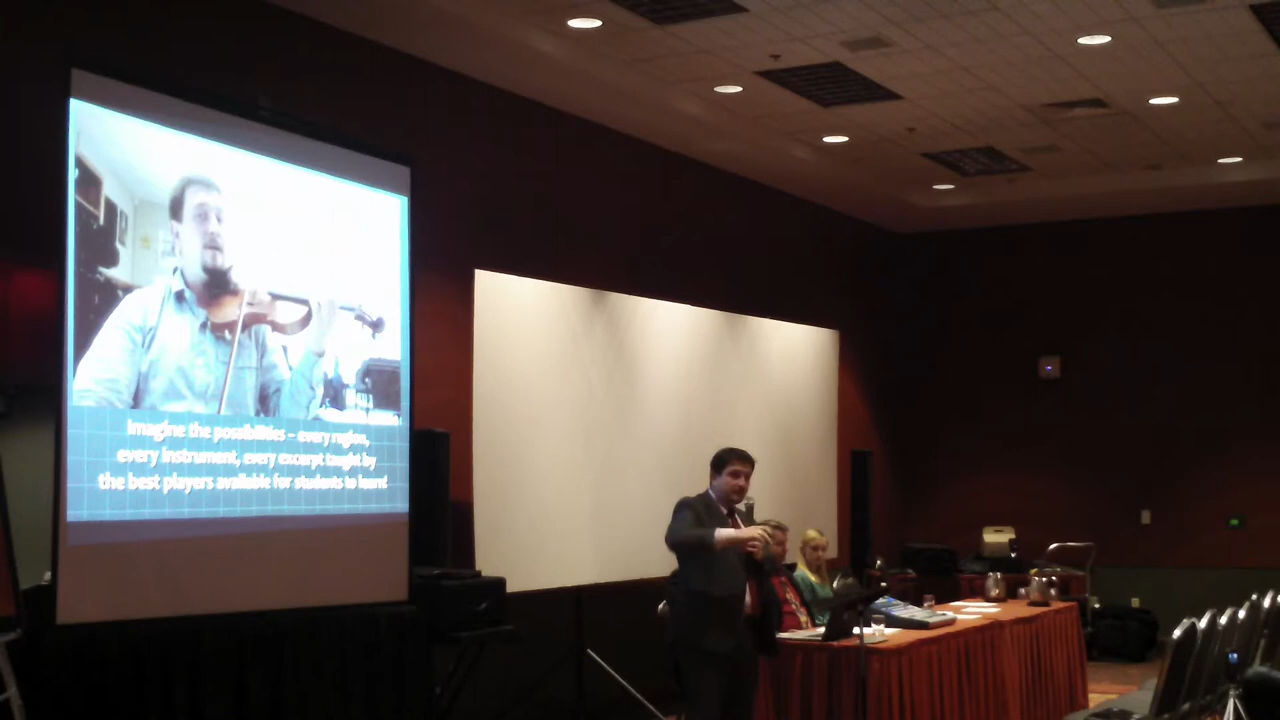 Imagine the possibilities - every region,
every instrument, every excerpt taught by
the best players available for students to learn!